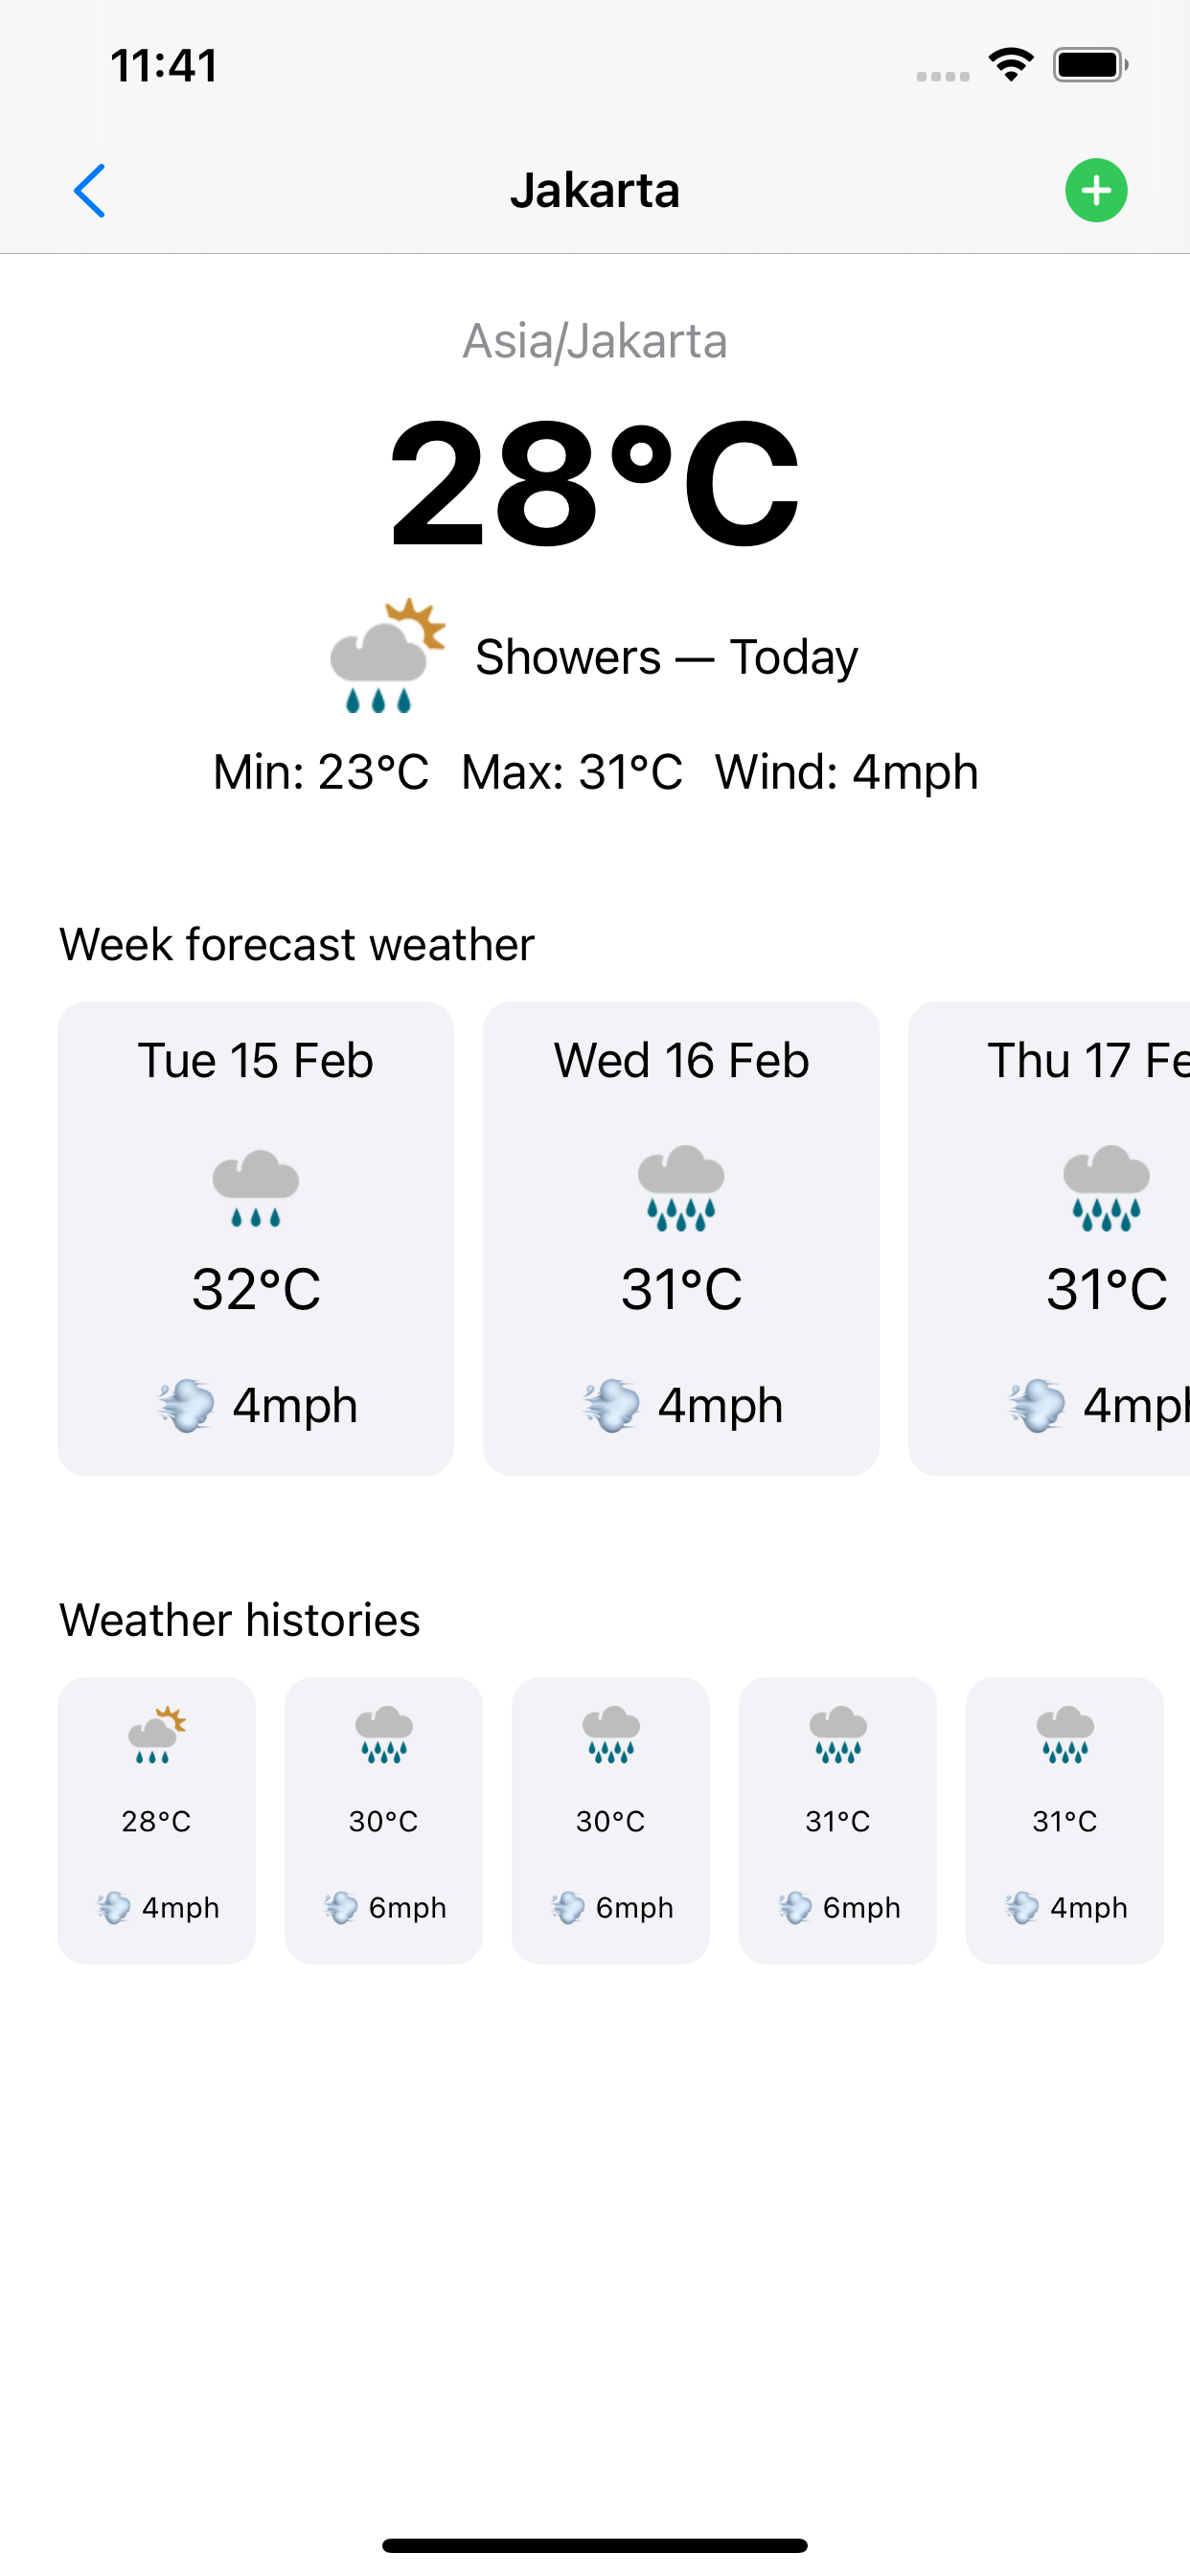 11:41
Jakarta
Asia/Jakarta
28°C
Showers — Today
Min: 23°C Max: 31°C Wind: 4mph
Week forecast weather
Tue 15 Feb Wed 16 Feb Thu 17 Fe
32°C 31°C 31°C
4mph 4mph 4mph
Weather histories
28°C 30°C 30°C 31°C 31°C
4mph 6mph 6mph 6mph 4mph